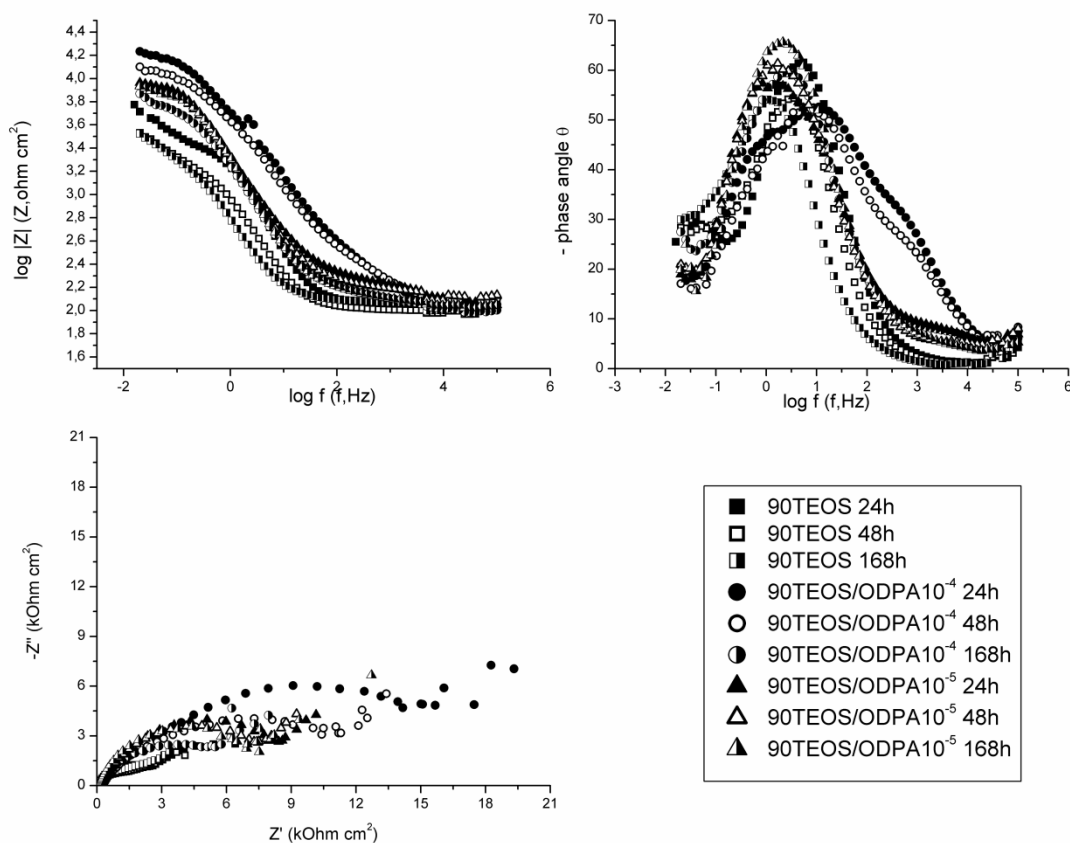 log |Z| (Z,ohm cm²)
4,4
4,2
4,0
3,8
3,6
3,4
3,2
3,0
2,8
2,6
2,4
2,2
2,0
1,8
1,6
-2 0 2 4 6
log f (f,Hz)
- phase angle θ
70
60
50
40
30
20
10
0
-3 -2 -1 0 1 2 3 4 5 6
log f (f,Hz)
-Z'' (kOhm cm²)
21
18
15
12
9
6
3
0
0 3 6 9 12 15 18 21
Z' (kOhm cm²)
90TEOS 24h
90TEOS 48h
90TEOS 168h
90TEOS/ODPA10⁻⁴ 24h
90TEOS/ODPA10⁻⁴ 48h
90TEOS/ODPA10⁻⁴ 168h
90TEOS/ODPA10⁻⁵ 24h
90TEOS/ODPA10⁻⁵ 48h
90TEOS/ODPA10⁻⁵ 168h